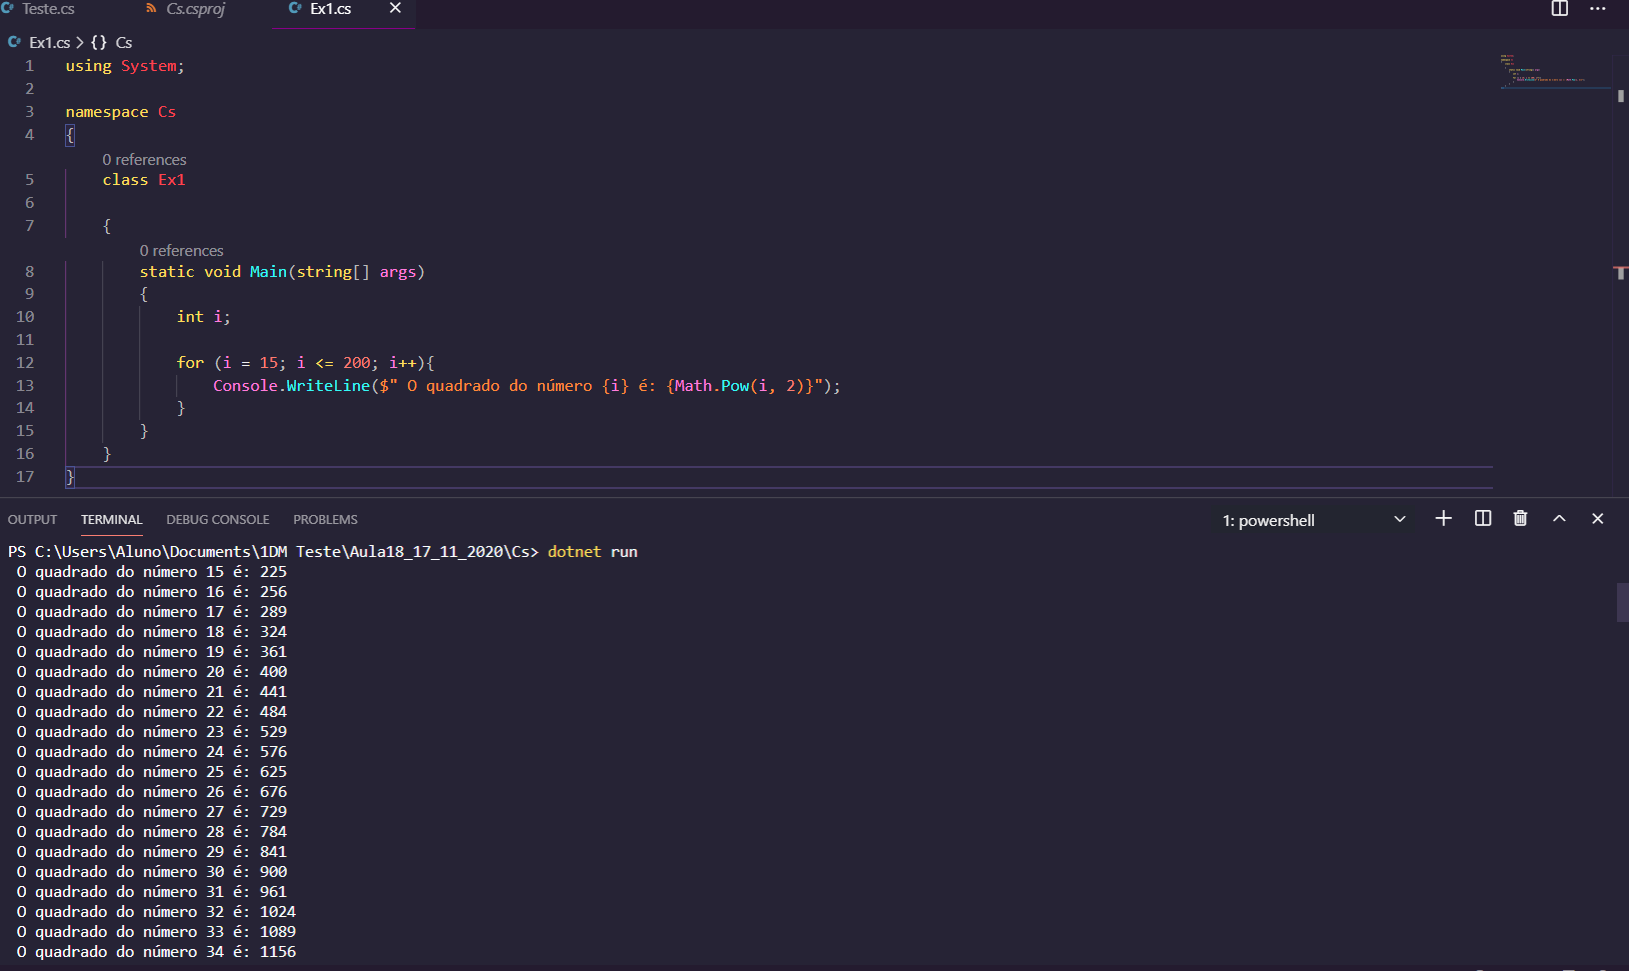 Teste.cs Cs.csproj Ex1.cs
Ex1.cs > {} Cs
1 using System;
2
3 namespace Cs
4 {
0 references
5 class Ex1
6
7 {
0 references
8 static void Main(string[] args)
9 {
10 int i;
11
12 for (i = 15; i <= 200; i++){
13 Console.WriteLine($" O quadrado do número {i} é: {Math.Pow(i, 2)}");
14 }
15 }
16 }
17 }
OUTPUT TERMINAL DEBUG CONSOLE PROBLEMS 1: powershell
PS C:\Users\Aluno\Documents\1DM Teste\Aula18_17_11_2020\Cs> dotnet run
O quadrado do número 15 é: 225
O quadrado do número 16 é: 256
O quadrado do número 17 é: 289
O quadrado do número 18 é: 324
O quadrado do número 19 é: 361
O quadrado do número 20 é: 400
O quadrado do número 21 é: 441
O quadrado do número 22 é: 484
O quadrado do número 23 é: 529
O quadrado do número 24 é: 576
O quadrado do número 25 é: 625
O quadrado do número 26 é: 676
O quadrado do número 27 é: 729
O quadrado do número 28 é: 784
O quadrado do número 29 é: 841
O quadrado do número 30 é: 900
O quadrado do número 31 é: 961
O quadrado do número 32 é: 1024
O quadrado do número 33 é: 1089
O quadrado do número 34 é: 1156